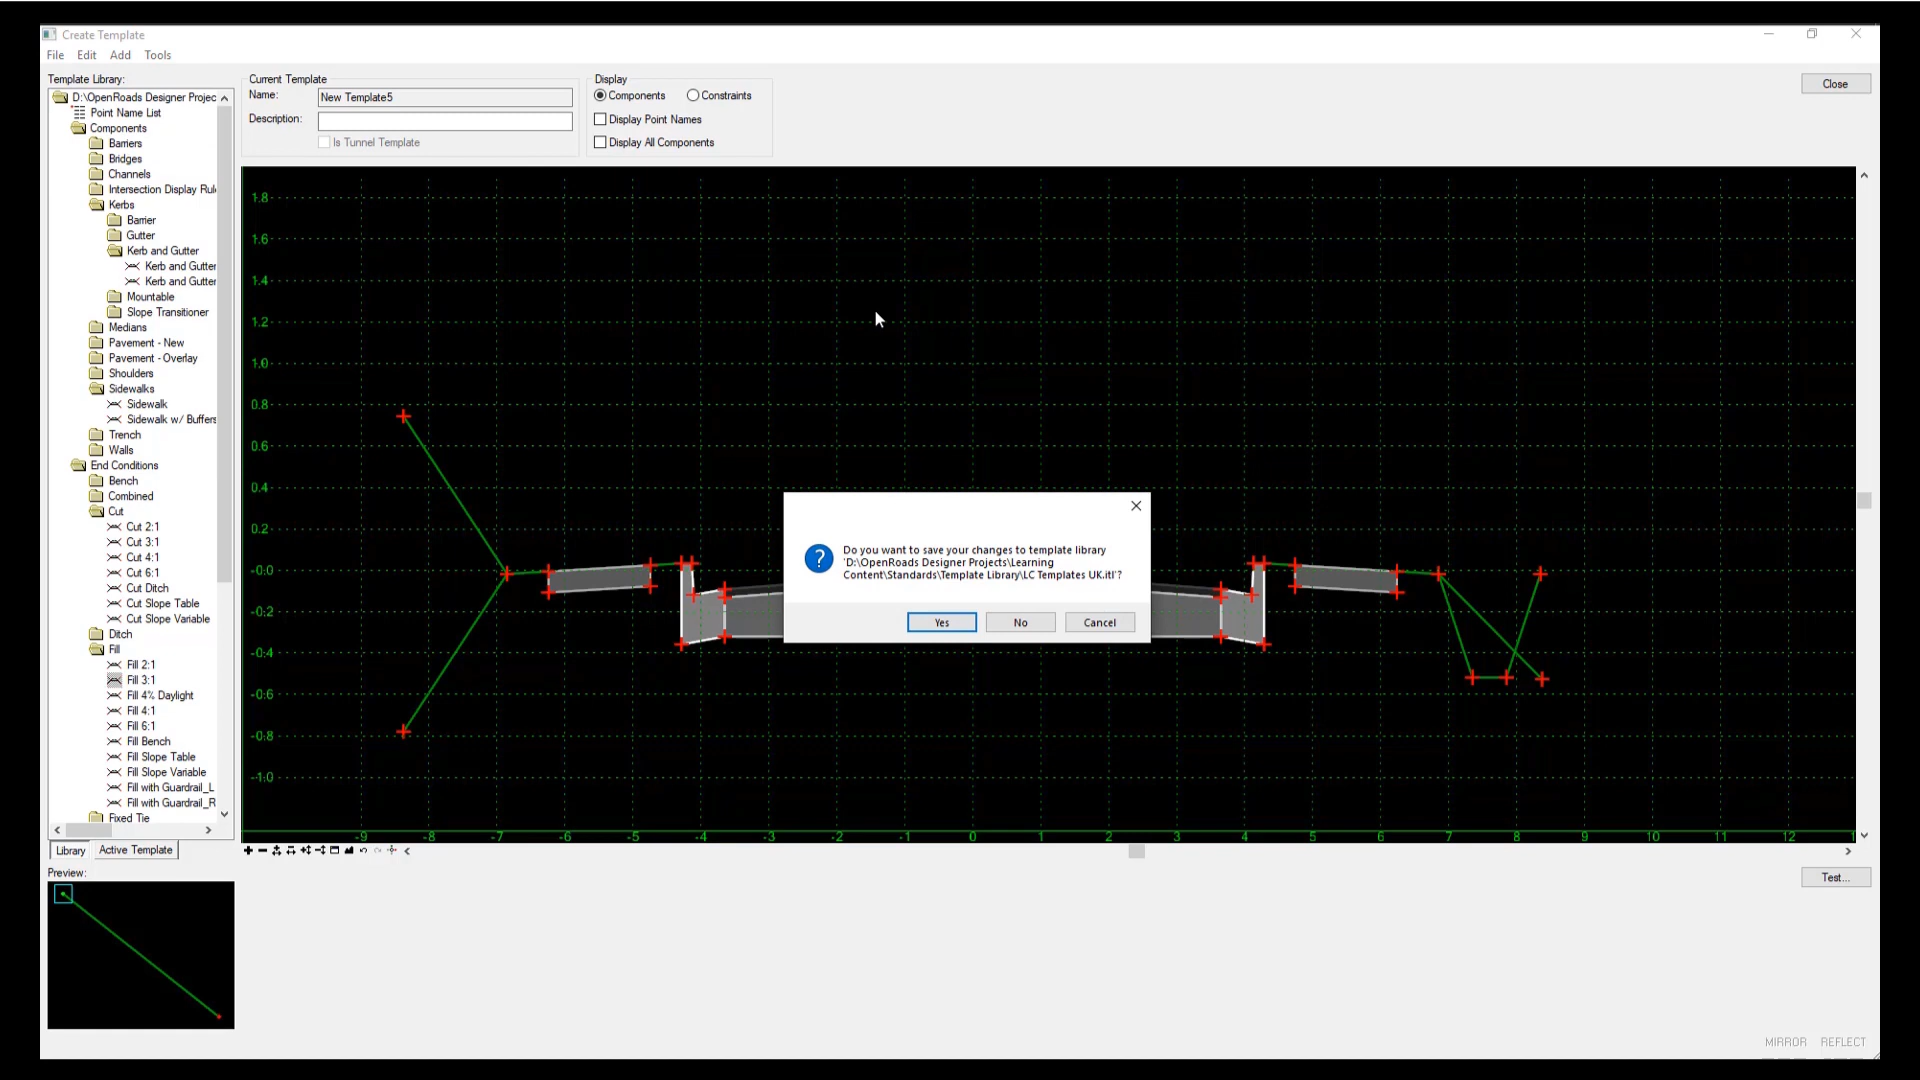 Create Template
File Edit Add Tools
Template Library:
D:\OpenRoads Designer Projec
Point Name List
Components
Barriers
Bridges
Channels
Intersection Display Rul
Kerbs
Barrier
Gutter
Kerb and Gutter
Kerb and Gutter
Kerb and Gutter
Mountable
Slope Transitioner
Medians
Pavement - New
Pavement - Overlay
Shoulders
Sidewalks
Sidewalk
Sidewalk w/ Buffers
Trench
Walls
End Conditions
Bench
Combined
Cut
Cut 2:1
Cut 3:1
Cut 4:1
Cut 6:1
Cut Ditch
Cut Slope Table
Cut Slope Variable
Ditch
Fill
Fill 2:1
Fill 3:1
Fill 4% Daylight
Fill 4:1
Fill 6:1
Fill Bench
Fill Slope Table
Fill Slope Variable
Fill with Guardrail_L
Fill with Guardrail_R
Fixed Tie
Library Active Template
Preview:
Current Template
Name: New Template5
Description:
Is Tunnel Template
Display
Components Constraints
Display Point Names
Display All Components
Close
1.8
1.6
1.4
1.2
1.0
0.8
0.6
0.4
0.2
-0.0
-0.2
-0.4
-0.6
-0.8
-1.0
-9 -8 -7 -6 -5 -4 -3 -2 -1 0 1 2 3 4 5 6 7 8 9 10 11 12
Do you want to save your changes to template library
'D:\OpenRoads Designer Projects\Learning
Content\Standards\Template Library\LC Templates UK.itl'?
Yes No Cancel
Test...
MIRROR REFLECT